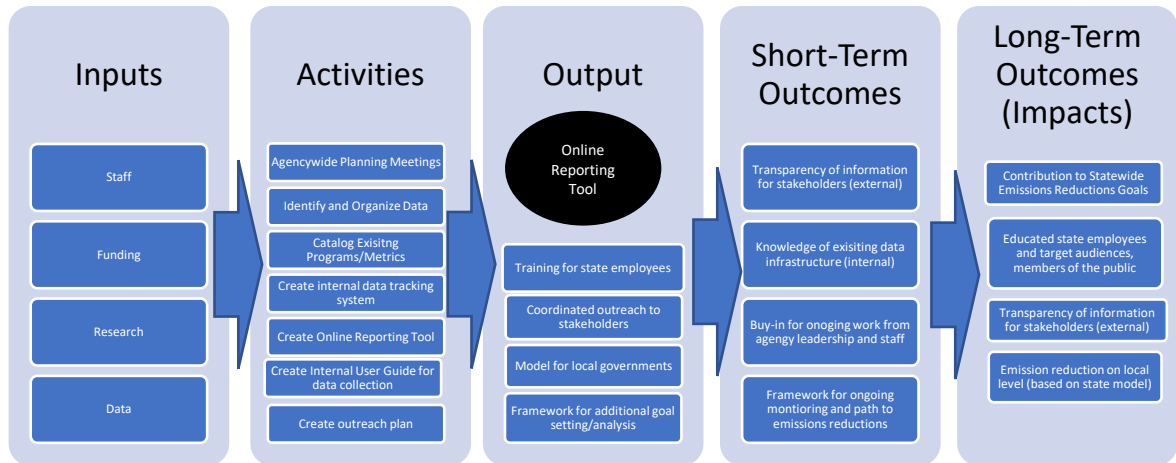 Inputs
Staff
Funding
Research
Data
Activities
Agencywide Planning Meetings
Identify and Organize Data
Catalog Exisitng
Programs/Metrics
Create internal data tracking
system
Create Online Reporting Tool
Create Internal User Guide for
data collection
Create outreach plan
Output
Online
Reporting
Tool
Training for state employees
Coordinated outreach to
stakeholders
Model for local governments
Framework for additional goal
setting/analysis
Short-Term
Outcomes
Transparency of information
for stakeholders (external)
Knowledge of exisiting data
infrastructure (internal)
Buy-in for onoging work from
agengy leadership and staff
Framework for ongoing
montioring and path to
emissions reductions
Long-Term
Outcomes
(Impacts)
Contribution to Statewide
Emissions Reductions Goals
Educated state employees
and target audiences,
members of the public
Transparency of information
for stakeholders (external)
Emission reduction on local
level (based on state model)